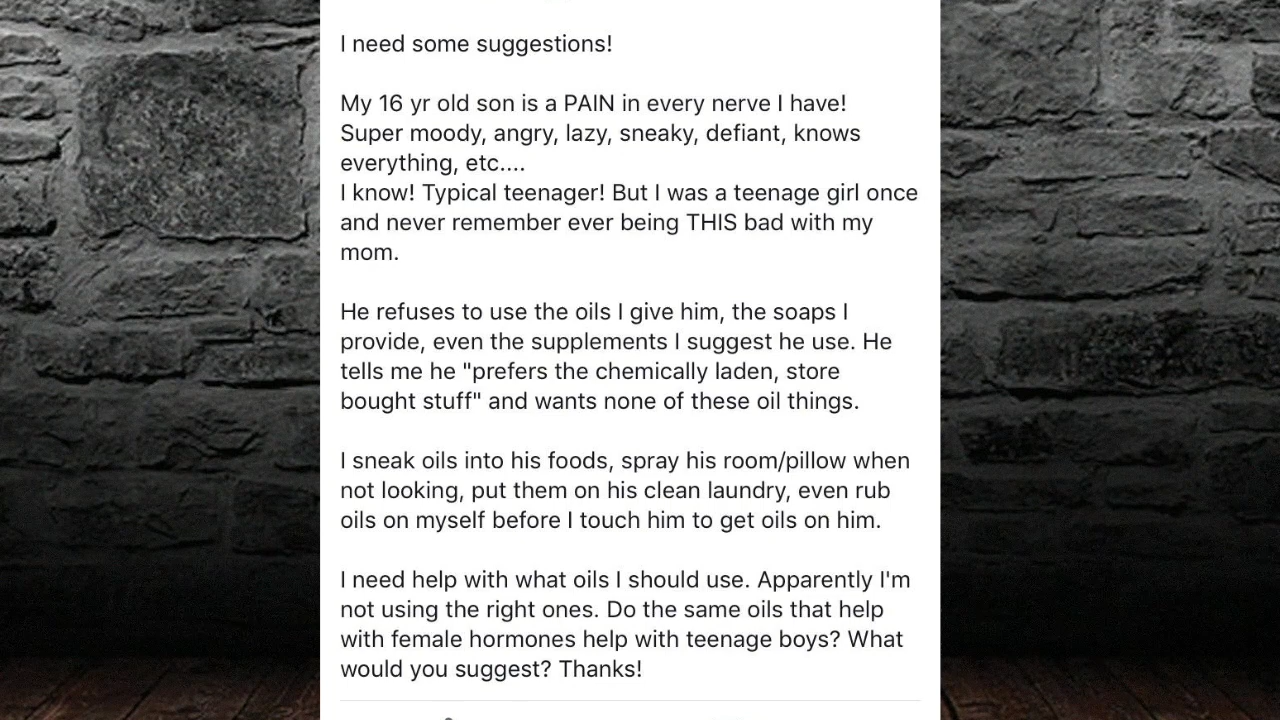 I need some suggestions!
My 16 yr old son is a PAIN in every nerve I have!
Super moody, angry, lazy, sneaky, defiant, knows
everything, etc....
I know! Typical teenager! But I was a teenage girl once
and never remember ever being THIS bad with my
mom.
He refuses to use the oils I give him, the soaps I
provide, even the supplements I suggest he use. He
tells me he "prefers the chemically laden, store
bought stuff" and wants none of these oil things.
I sneak oils into his foods, spray his room/pillow when
not looking, put them on his clean laundry, even rub
oils on myself before I touch him to get oils on him.
I need help with what oils I should use. Apparently I'm
not using the right ones. Do the same oils that help
with female hormones help with teenage boys? What
would you suggest? Thanks!